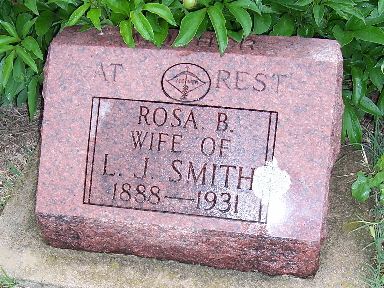 AT REST
ROSA B.
WIFE OF
L. J. SMITH
1888—1931